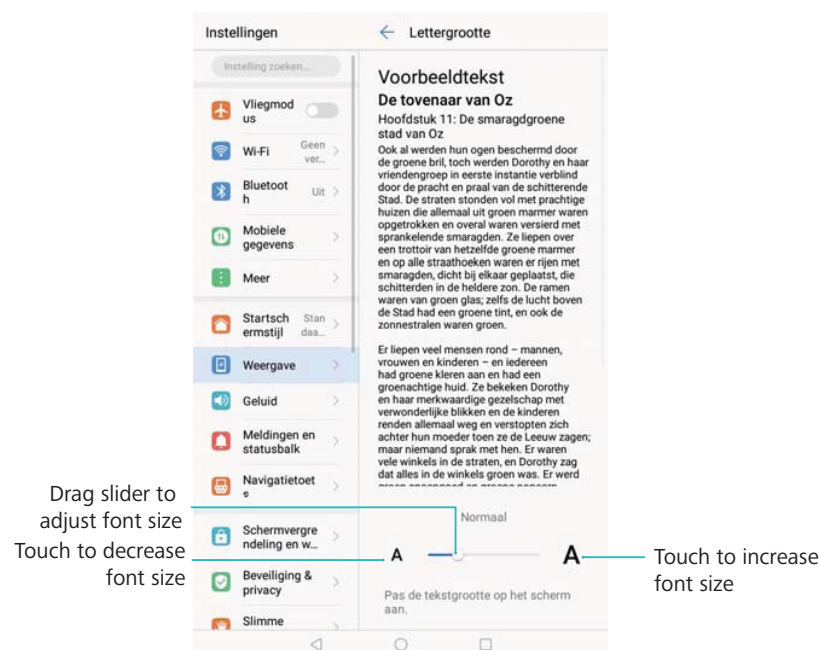 Instellingen
Instelling zoeken...
Vliegmod
us
Wi-Fi
Geen
ver...
Bluetoot
h
Uit
Mobiele
gegevens
Meer
Startsch
ermstijl
Stan
daa...
Weergave
Geluid
Meldingen en
statusbalk
Navigatietoet
s
Schermvergre
ndeling en w...
Beveiliging &
privacy
Slimme
Lettergrootte
Voorbeeldtekst
De tovenaar van Oz
Hoofdstuk 11: De smaragdgroene
stad van Oz
Ook al werden hun ogen beschermd door
de groene bril, toch werden Dorothy en haar
vriendengroep in eerste instantie verblind
door de pracht en praal van de schitterende
Stad. De straten stonden vol met prachtige
huizen die allemaal uit groen marmer waren
opgetrokken en overal waren versierd met
sprankelende smaragden. Ze liepen over
een trottoir van hetzelfde groene marmer
en op alle straathoeken waren er rijen met
smaragden, dicht bij elkaar geplaatst, die
schitterden in de heldere zon. De ramen
waren van groen glas; zelfs de lucht boven
de Stad had een groene tint, en ook de
zonnestralen waren groen.
Er liepen veel mensen rond – mannen,
vrouwen en kinderen – en iedereen
had groene kleren aan en had een
groenachtige huid. Ze bekeken Dorothy
en haar merkwaardige gezelschap met
verwonderlijke blikken en de kinderen
renden allemaal weg en verstopten zich
achter hun moeder toen ze de Leeuw zagen;
maar niemand sprak met hen. Er waren
vele winkels in de straten, en Dorothy zag
dat alles in de winkels groen was. Er werd
Normaal
A
A
Pas de tekstgrootte op het scherm
aan.
Drag slider to
adjust font size
Touch to decrease
font size
Touch to increase
font size